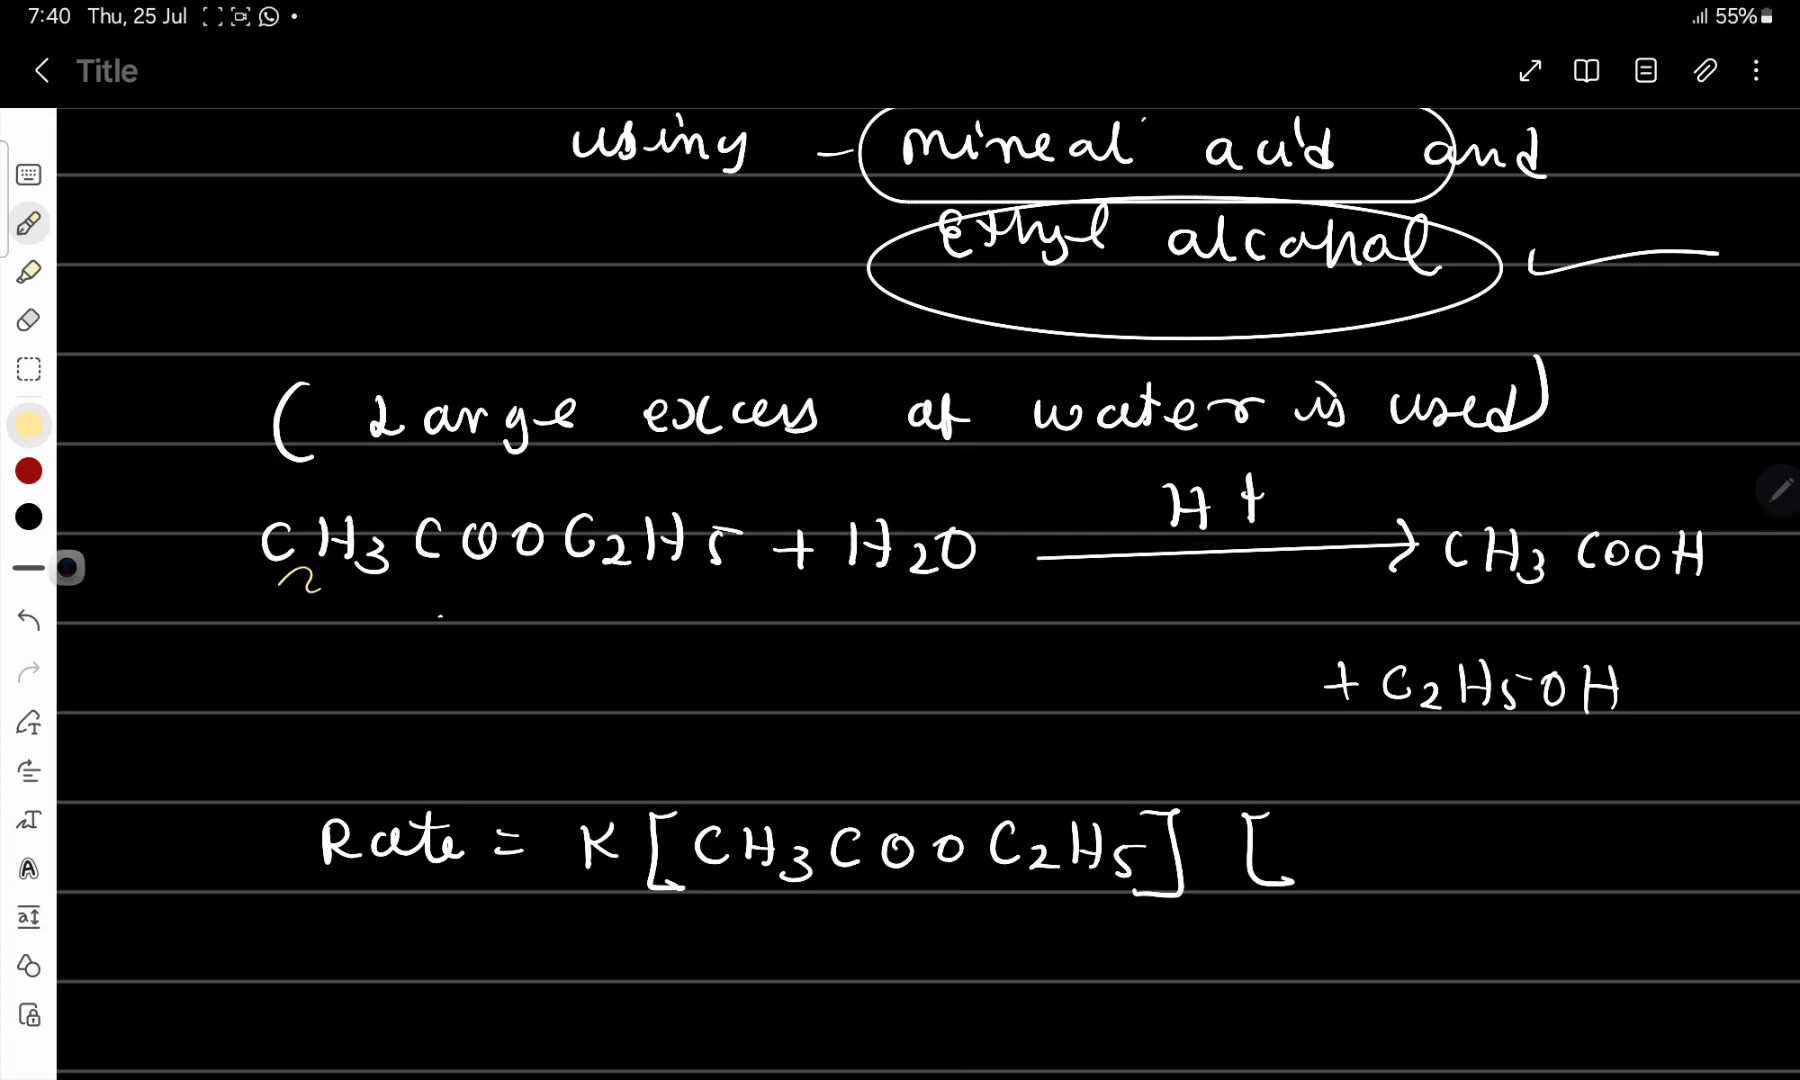 7:40 Thu, 25 Jul
55%
Title
using - mineal acid and
Ethyl alcohal
( Large excess of water is used)
CH3COOC2H5 + H2O H+ → CH3COOH
+ C2H5OH
Rate = K [CH3COOC2H5] [